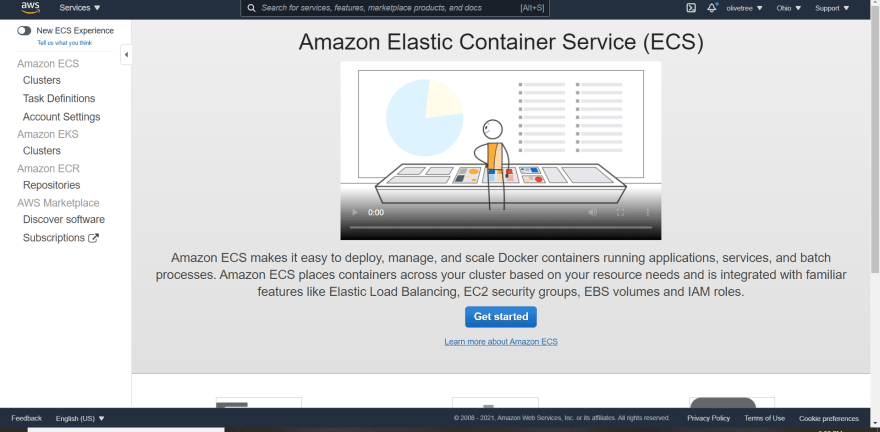 aws
Services
Search for services, features, marketplace products, and docs
[Alt+S]
olivetree
Ohio
Support
New ECS Experience
Tell us what you think
Amazon ECS
Clusters
Task Definitions
Account Settings
Amazon EKS
Clusters
Amazon ECR
Repositories
AWS Marketplace
Discover software
Subscriptions
Amazon Elastic Container Service (ECS)
0:00
Amazon ECS makes it easy to deploy, manage, and scale Docker containers running applications, services, and batch
processes. Amazon ECS places containers across your cluster based on your resource needs and is integrated with familiar
features like Elastic Load Balancing, EC2 security groups, EBS volumes and IAM roles.
Get started
Learn more about Amazon ECS
Feedback
English (US)
© 2008 - 2021, Amazon Web Services, Inc. or its affiliates. All rights reserved.
Privacy Policy
Terms of Use
Cookie preferences